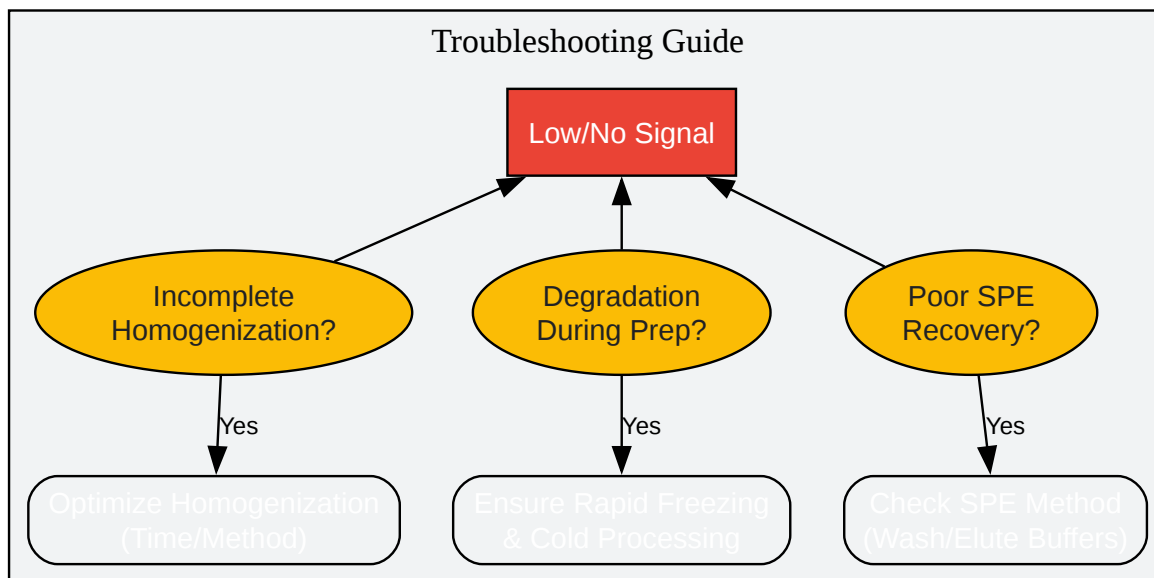 Troubleshooting Guide
Low/No Signal
Incomplete
Homogenization?
Degradation
During Prep?
Poor SPE
Recovery?
Yes
Yes
Yes
Optimize Homogenization
(Time/Method)
Ensure Rapid Freezing
& Cold Processing
Check SPE Method
(Wash/Elute Buffers)